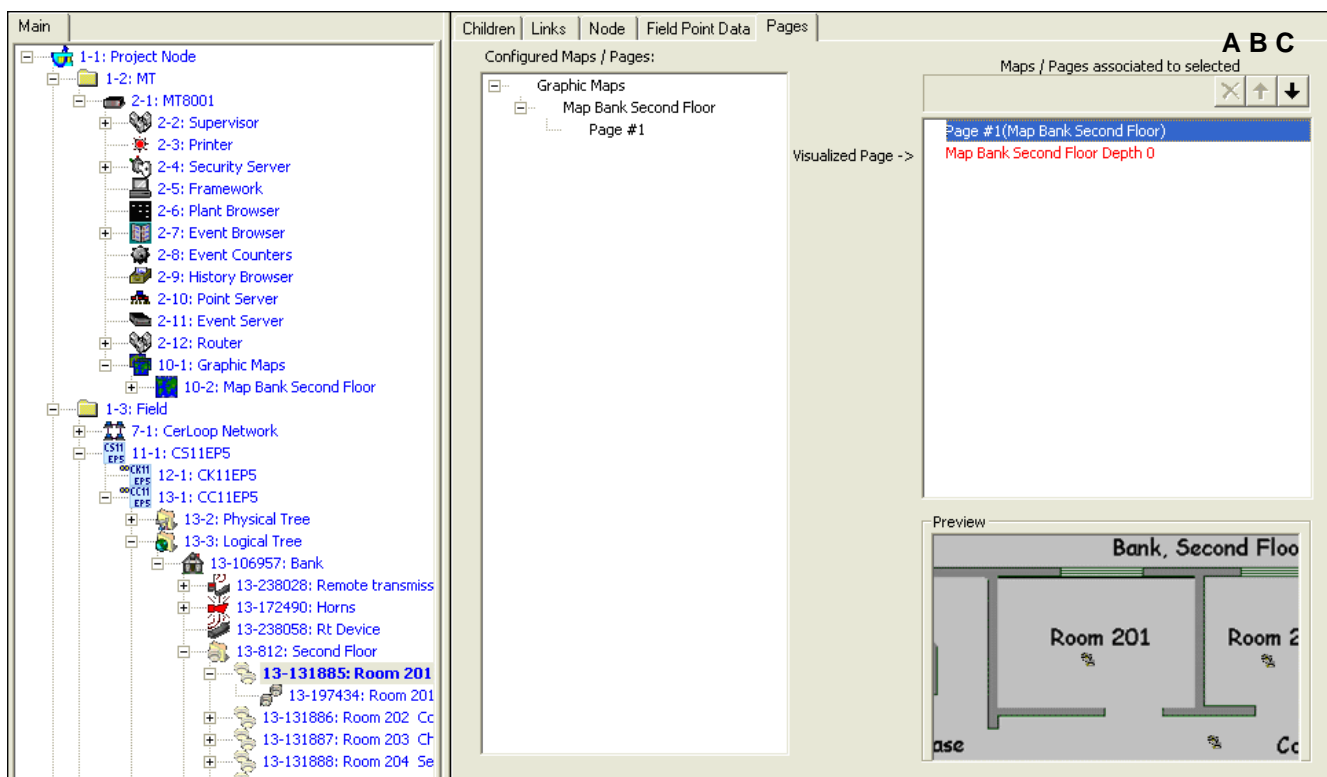 Main
1-1: Project Node
1-2: MT
2-1: MT8001
2-2: Supervisor
2-3: Printer
2-4: Security Server
2-5: Framework
2-6: Plant Browser
2-7: Event Browser
2-8: Event Counters
2-9: History Browser
2-10: Point Server
2-11: Event Server
2-12: Router
10-1: Graphic Maps
10-2: Map Bank Second Floor
1-3: Field
7-1: CerLoop Network
CS11 EP5 11-1: CS11EP5
CK11 EP5 12-1: CK11EP5
CC11 EP5 13-1: CC11EP5
13-2: Physical Tree
13-3: Logical Tree
13-106957: Bank
13-238028: Remote transmiss
13-172490: Horns
13-238058: Rt Device
13-812: Second Floor
13-131885: Room 201
13-197434: Room 201
13-131886: Room 202 Cc
13-131887: Room 203 Ch
13-131888: Room 204 Se
Children Links Node Field Point Data Pages
Configured Maps / Pages:
Graphic Maps
Map Bank Second Floor
Page #1
Visualized Page ->
A B C
Maps / Pages associated to selected
Page #1(Map Bank Second Floor)
Map Bank Second Floor Depth 0
Preview
Bank, Second Floo
Room 201 Room 2
ase Co